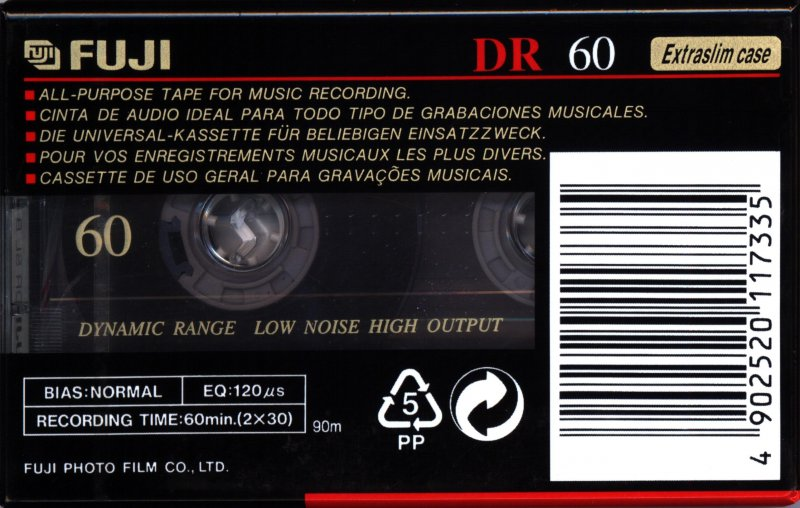 FUJI FUJI DR 60 Extraslim case
ALL-PURPOSE TAPE FOR MUSIC RECORDING.
CINTA DE AUDIO IDEAL PARA TODO TIPO DE GRABACIONES MUSICALES.
DIE UNIVERSAL-KASSETTE FÜR BELIEBIGEN EINSATZZWECK.
POUR VOS ENREGISTREMENTS MUSICAUX LES PLUS DIVERS.
CASSETTE DE USO GERAL PARA GRAVAÇÕES MUSICAIS.
60
DYNAMIC RANGE LOW NOISE HIGH OUTPUT
BIAS:NORMAL EQ:120μs
RECORDING TIME:60min.(2×30) 90m
5
PP
FUJI PHOTO FILM CO., LTD.
4 902520 117335